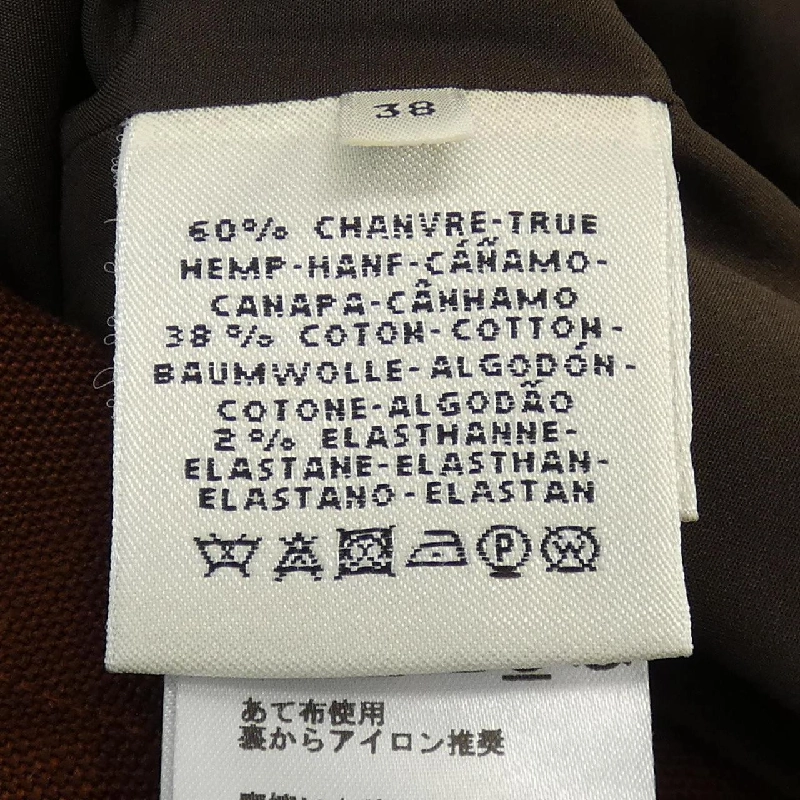 38
60% CHANVRE-TRUE
HEMP-HANF-CÁÑAMO-
CANAPA-CÂNHAMO
38% COTON-COTTON-
BAUMWOLLE-ALGODÓN-
COTONE-ALGODÃO
2% ELASTHANNE-
ELASTANE-ELASTHAN-
ELASTANO-ELASTAN
P W
あて布使用
裏からアイロン推奨